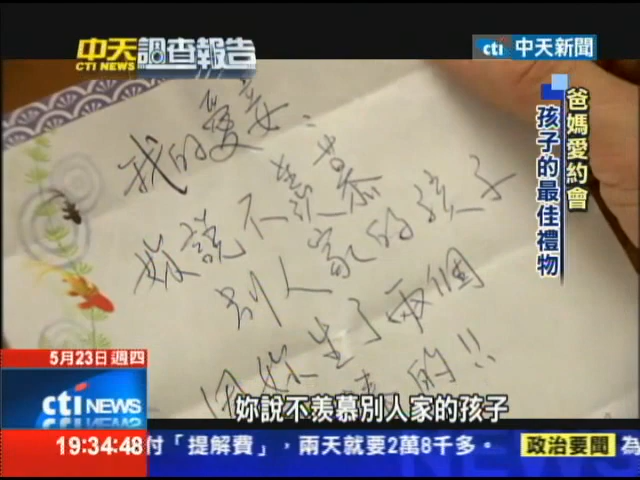 中天調查報告
CTI NEWS
cti 中天新聞
爸媽愛約會
孩子的最佳禮物
我的愛妻、
妳說不羨慕
別人家的孩子
因妳生了兩個
的!!
妳說不羨慕別人家的孩子
5月23日週四
cti NEWS
19:34:48
付「提解費」，兩天就要2萬8千多。 政治要聞 為